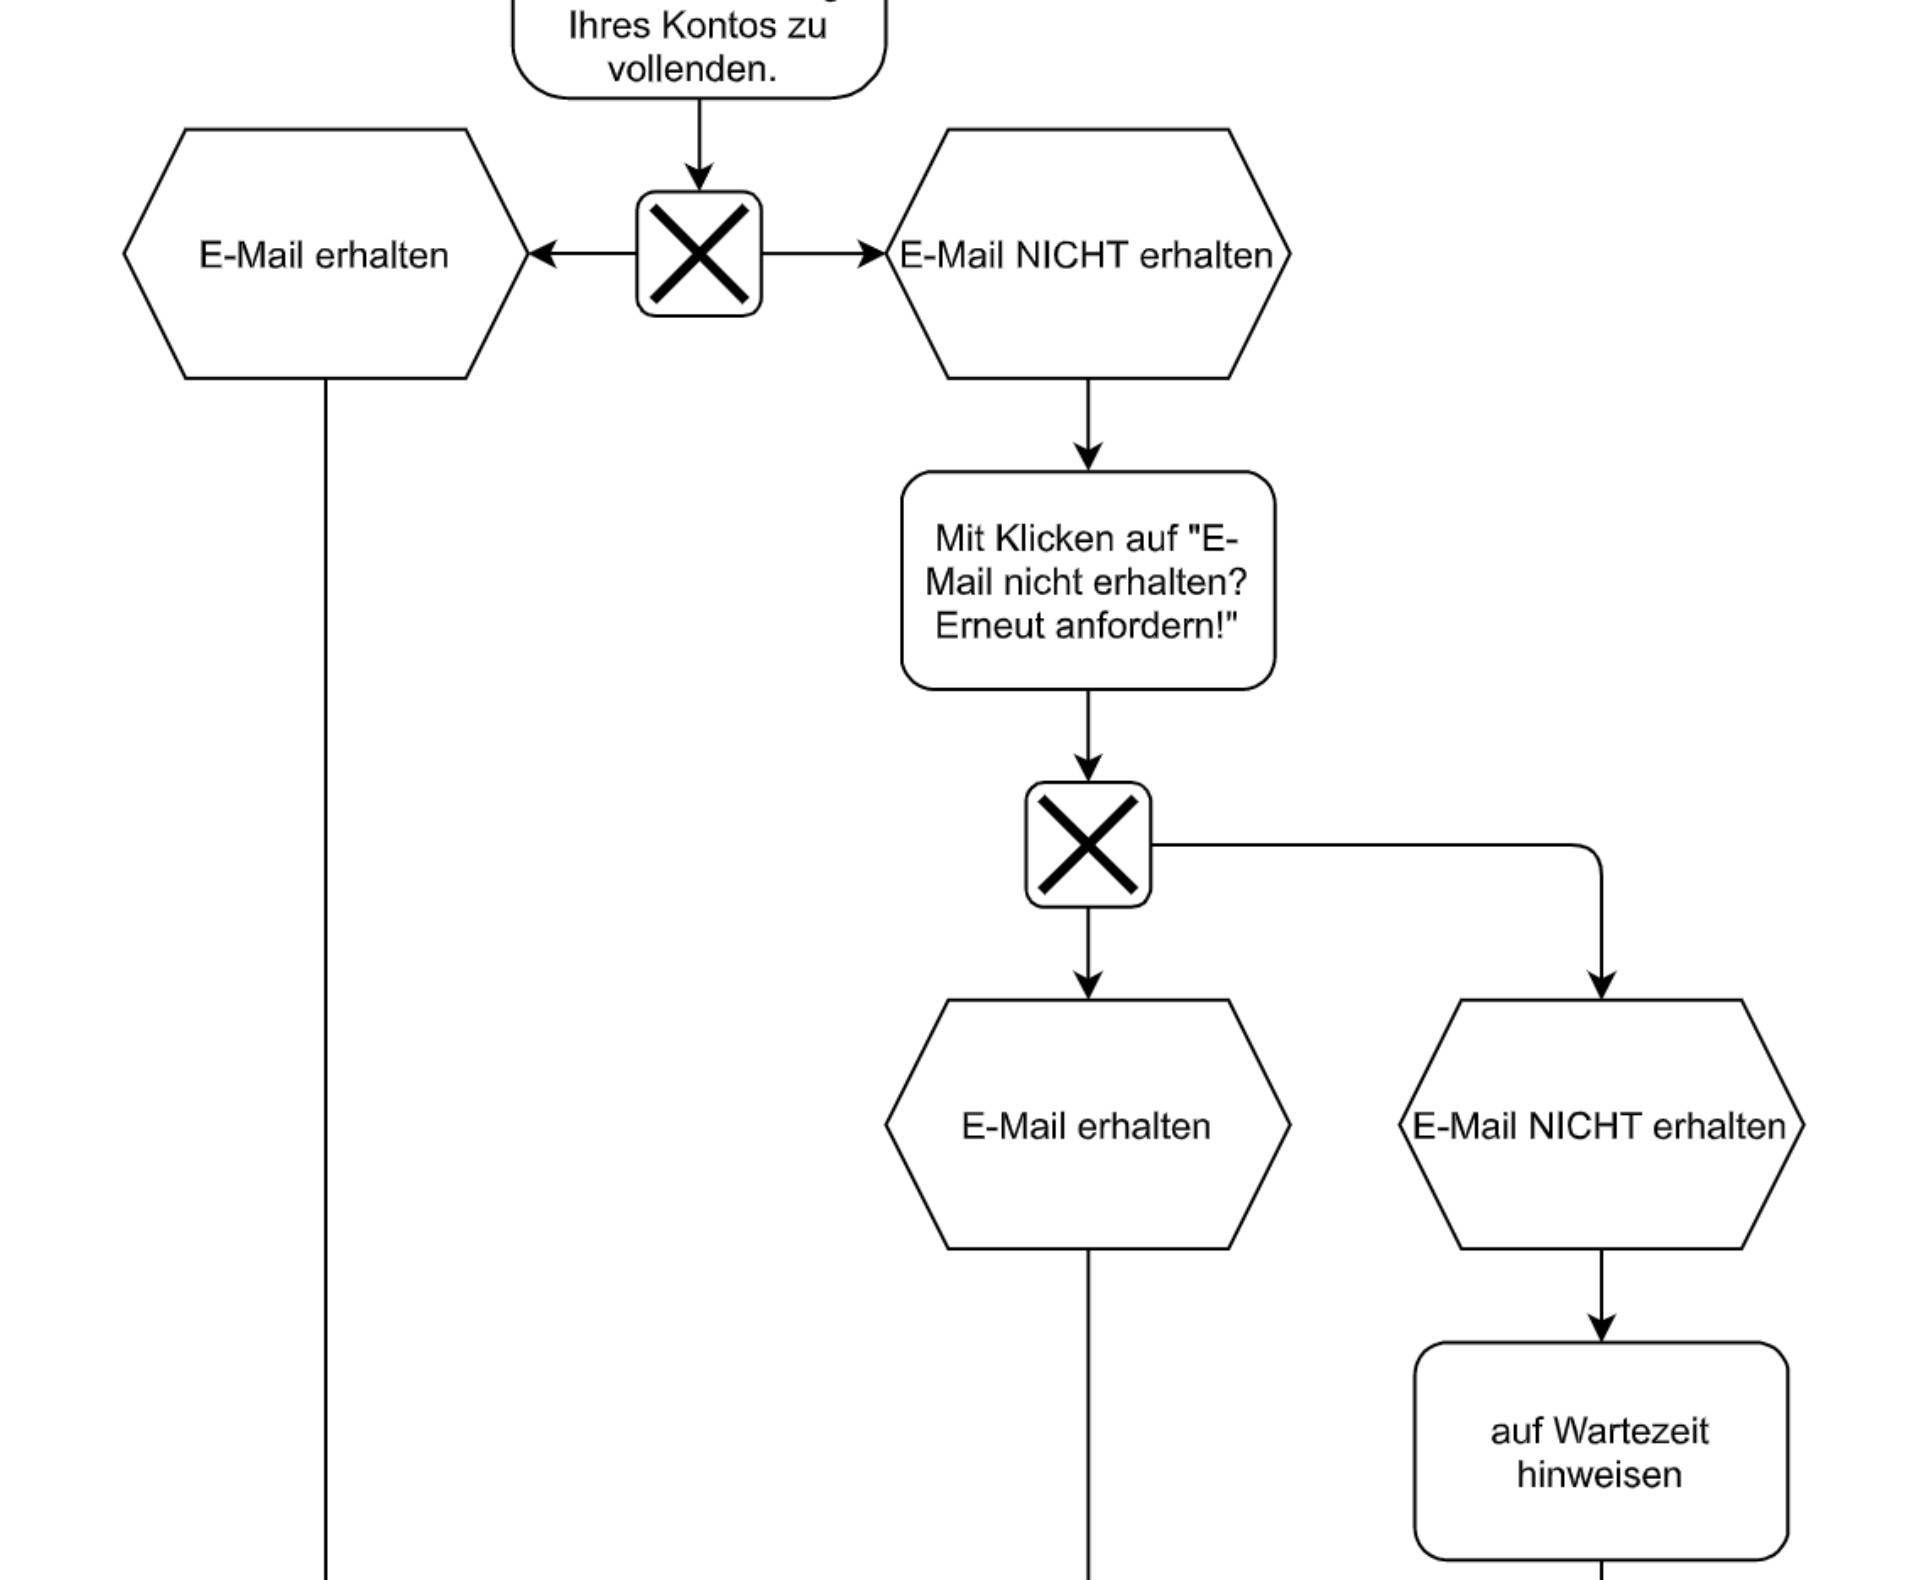 Ihres Kontos zu
vollenden.
E-Mail erhalten
E-Mail NICHT erhalten
Mit Klicken auf "E-
Mail nicht erhalten?
Erneut anfordern!"
E-Mail erhalten
E-Mail NICHT erhalten
auf Wartezeit
hinweisen